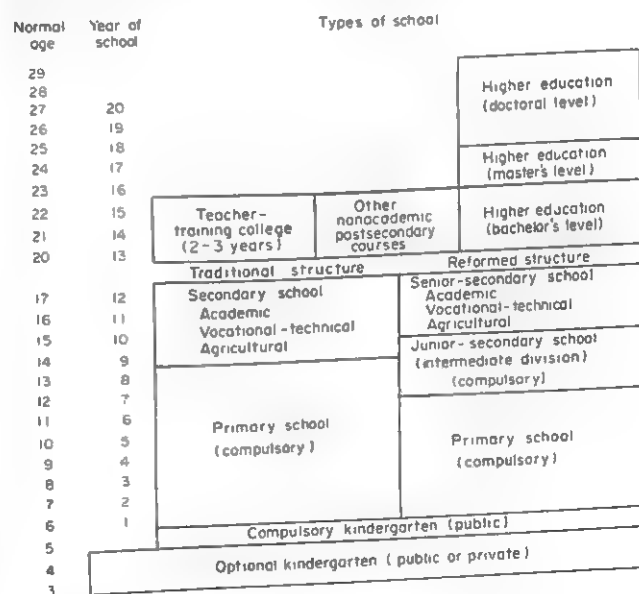 Normal age
Year of school
Types of school
29
28
27 20
26 19
25 18
24 17
23 16
22 15
21 14
20 13
17 12
16 11
15 10
14 9
13 8
12 7
11 6
10 5
9 4
8 3
7 2
6 1
5
4
3
Higher education
(doctoral level)
Higher education
(master's level)
Teacher-
training college
(2-3 years)
Other
nonacademic
postsecondary
courses
Higher education
(bachelor's level)
Traditional structure
Reformed structure
Secondary school
Academic
Vocational-technical
Agricultural
Senior-secondary school
Academic
Vocational-technical
Agricultural
Junior-secondary school
(intermediate division)
(compulsory)
Primary school
(compulsory)
Primary school
(compulsory)
Compulsory kindergarten (public)
Optional kindergarten (public or private)